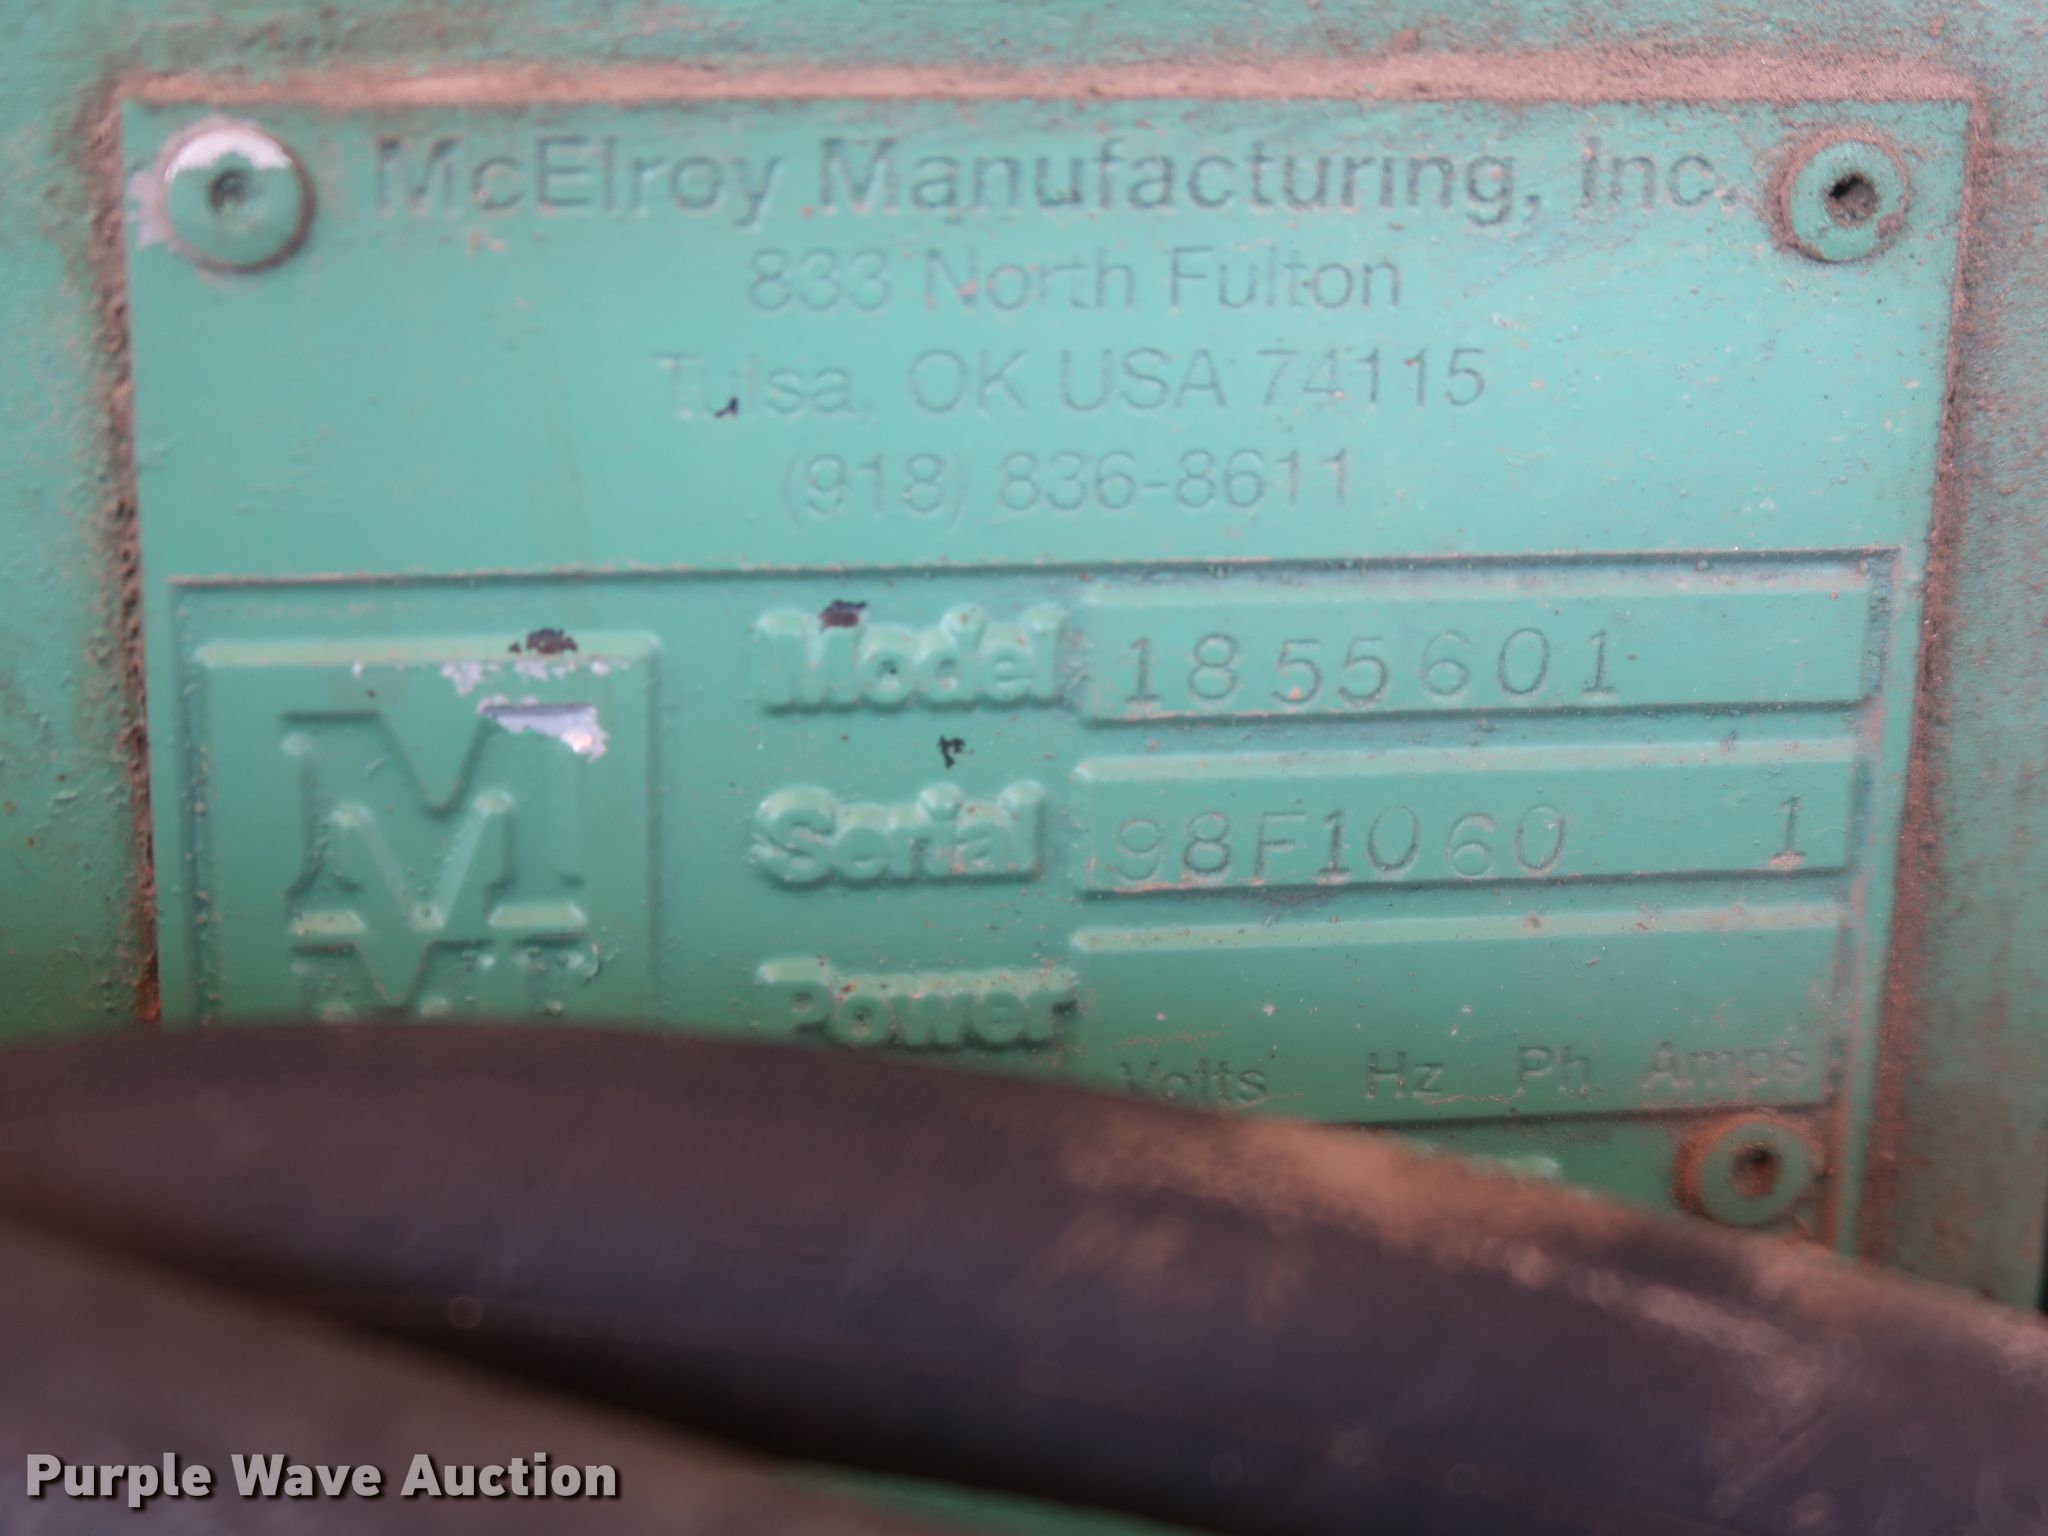 McElroy Manufacturing, Inc.
833 North Fulton
Tulsa, OK USA 74115
(918) 836-8611
Model 1855601
Serial 98F1060 1
Power
Volts Hz Ph. Amps
Purple Wave Auction